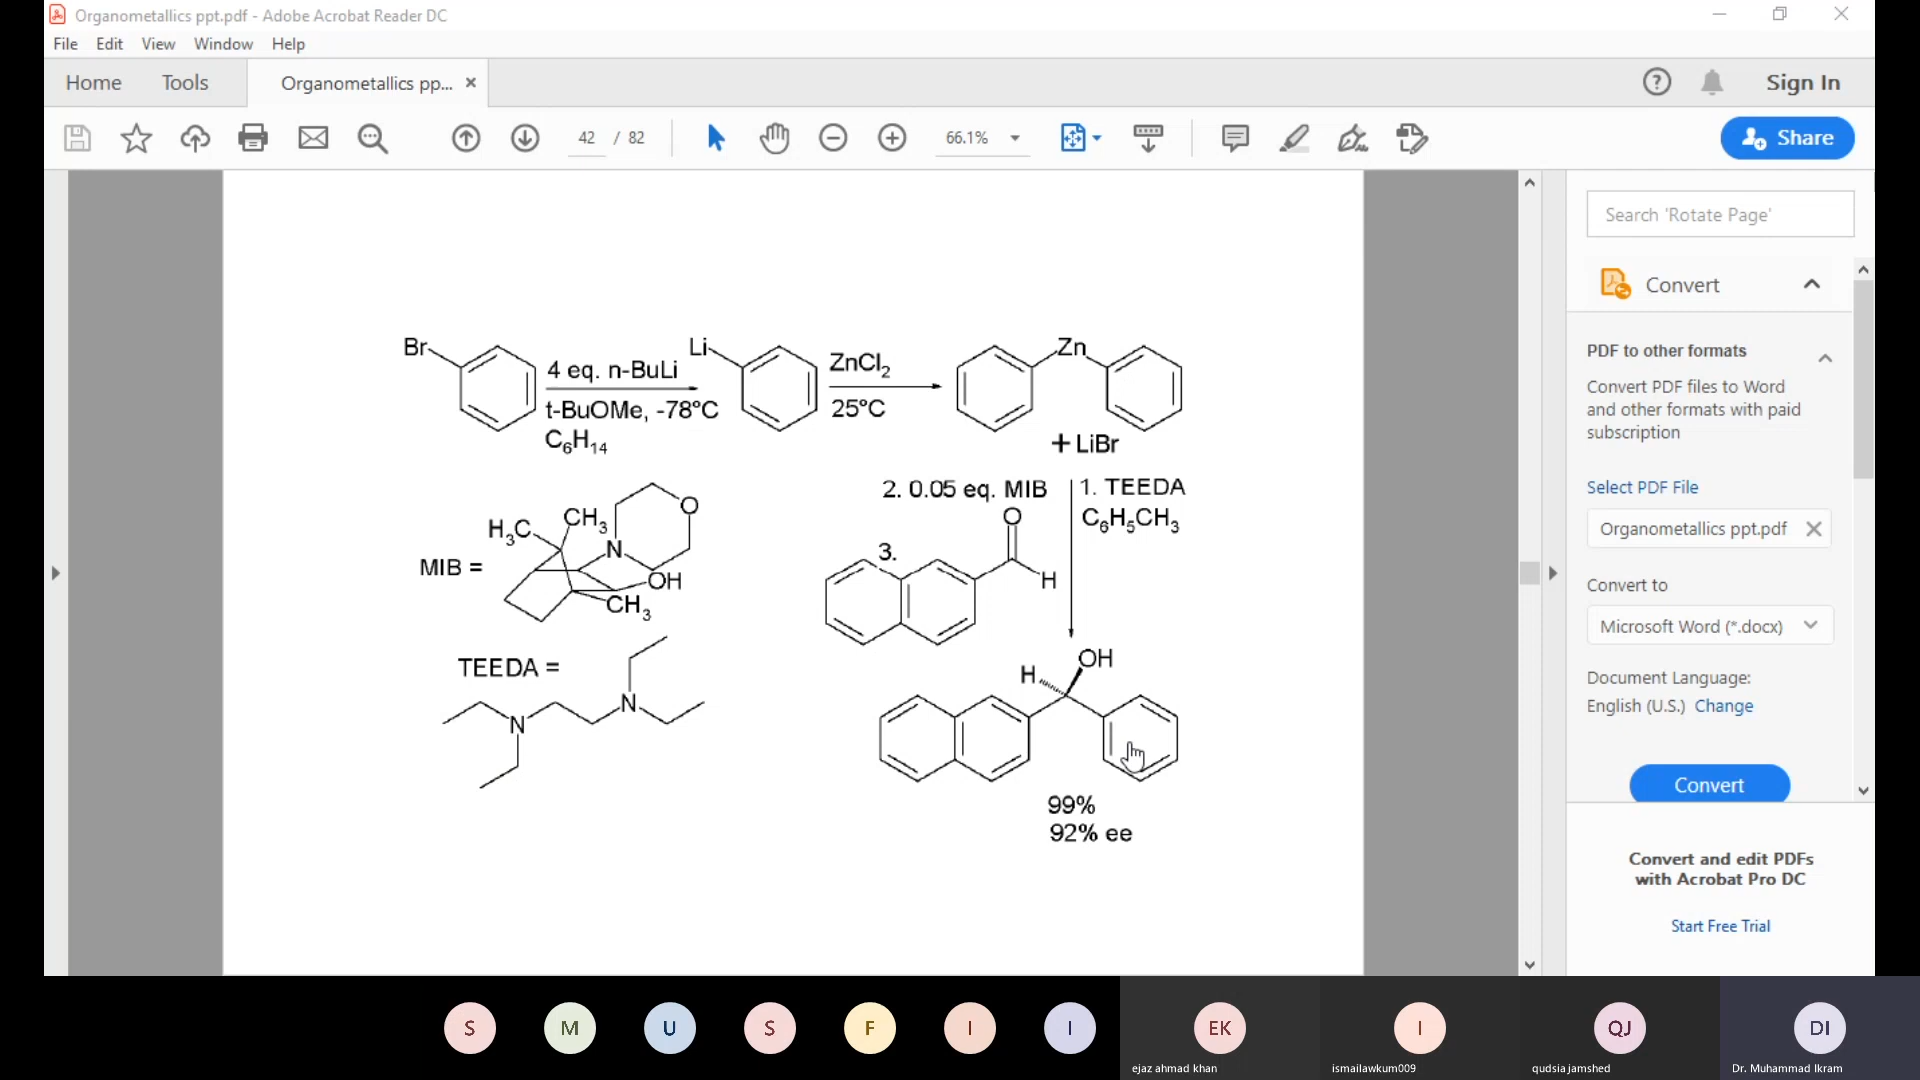 Organometallics ppt.pdf - Adobe Acrobat Reader DC
File Edit View Window Help
Home Tools Organometallics pp... × Sign In
42 / 82 66.1% Share
Search 'Rotate Page'
Convert
PDF to other formats
Convert PDF files to Word
and other formats with paid
subscription
Select PDF File
Organometallics ppt.pdf
Convert to
Microsoft Word (*.docx)
Document Language:
English (U.S.) Change
Convert
Convert and edit PDFs
with Acrobat Pro DC
Start Free Trial
Br
4 eq. n-BuLi
t-BuOMe, -78°C
C₆H₁₄
Li
ZnCl₂
25°C
Zn
+ LiBr
2. 0.05 eq. MIB
1. TEEDA
C₆H₅CH₃
3.
O
H
MIB =
H₃C
CH₃
N
O
OH
CH₃
TEEDA =
N
N
H
OH
99%
92% ee
S M U S F I I EK I QJ DI
ejaz ahmad khan ismailawkum009 qudsia jamshed Dr. Muhammad Ikram